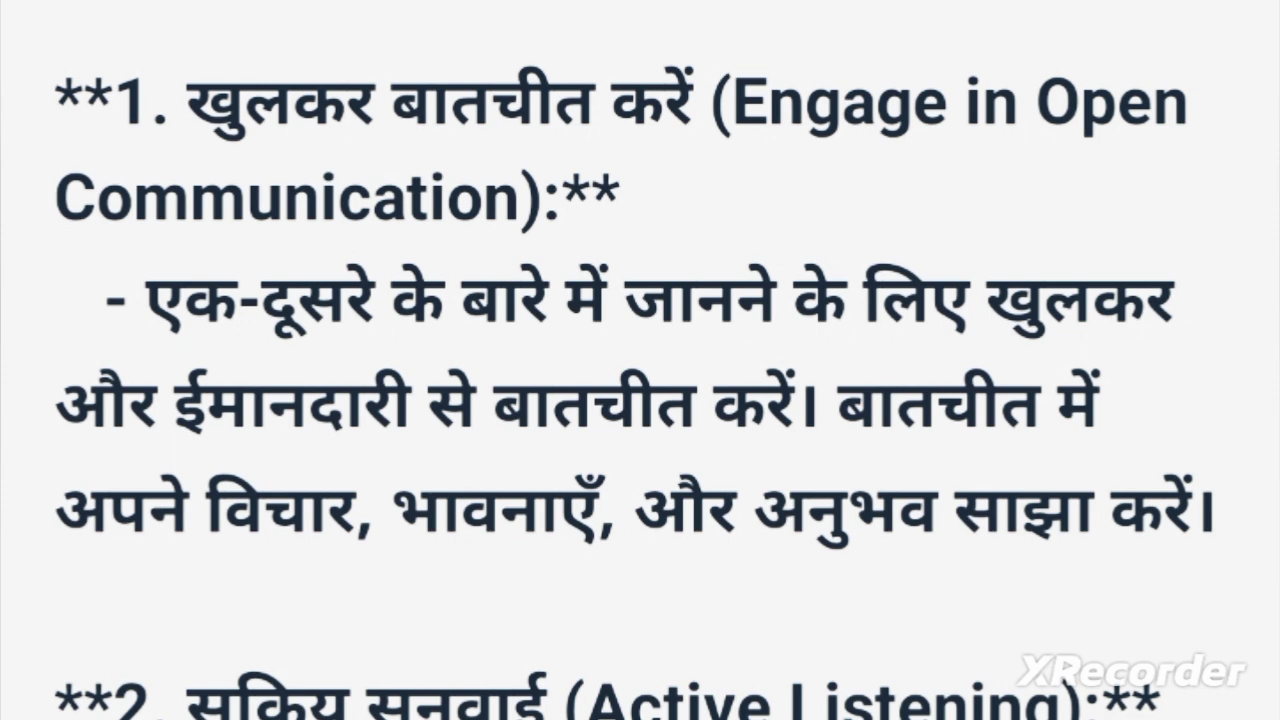 **1. खुलकर बातचीत करें (Engage in Open
Communication):**
- एक-दूसरे के बारे में जानने के लिए खुलकर
और ईमानदारी से बातचीत करें। बातचीत में
अपने विचार, भावनाएँ, और अनुभव साझा करें।
**2. सक्रिय सुनवाई (Active Listening):**
XRecorder